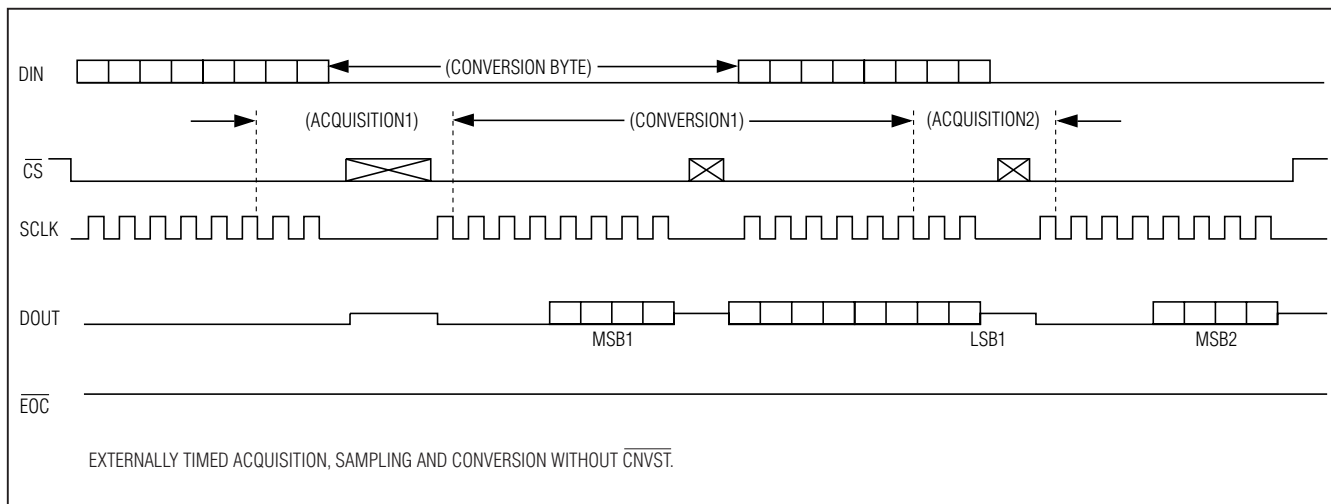 DIN
(CONVERSION BYTE)
(ACQUISITION1)
(CONVERSION1)
(ACQUISITION2)
CS
SCLK
DOUT
MSB1
LSB1
MSB2
EOC
EXTERNALLY TIMED ACQUISITION, SAMPLING AND CONVERSION WITHOUT CNVST.